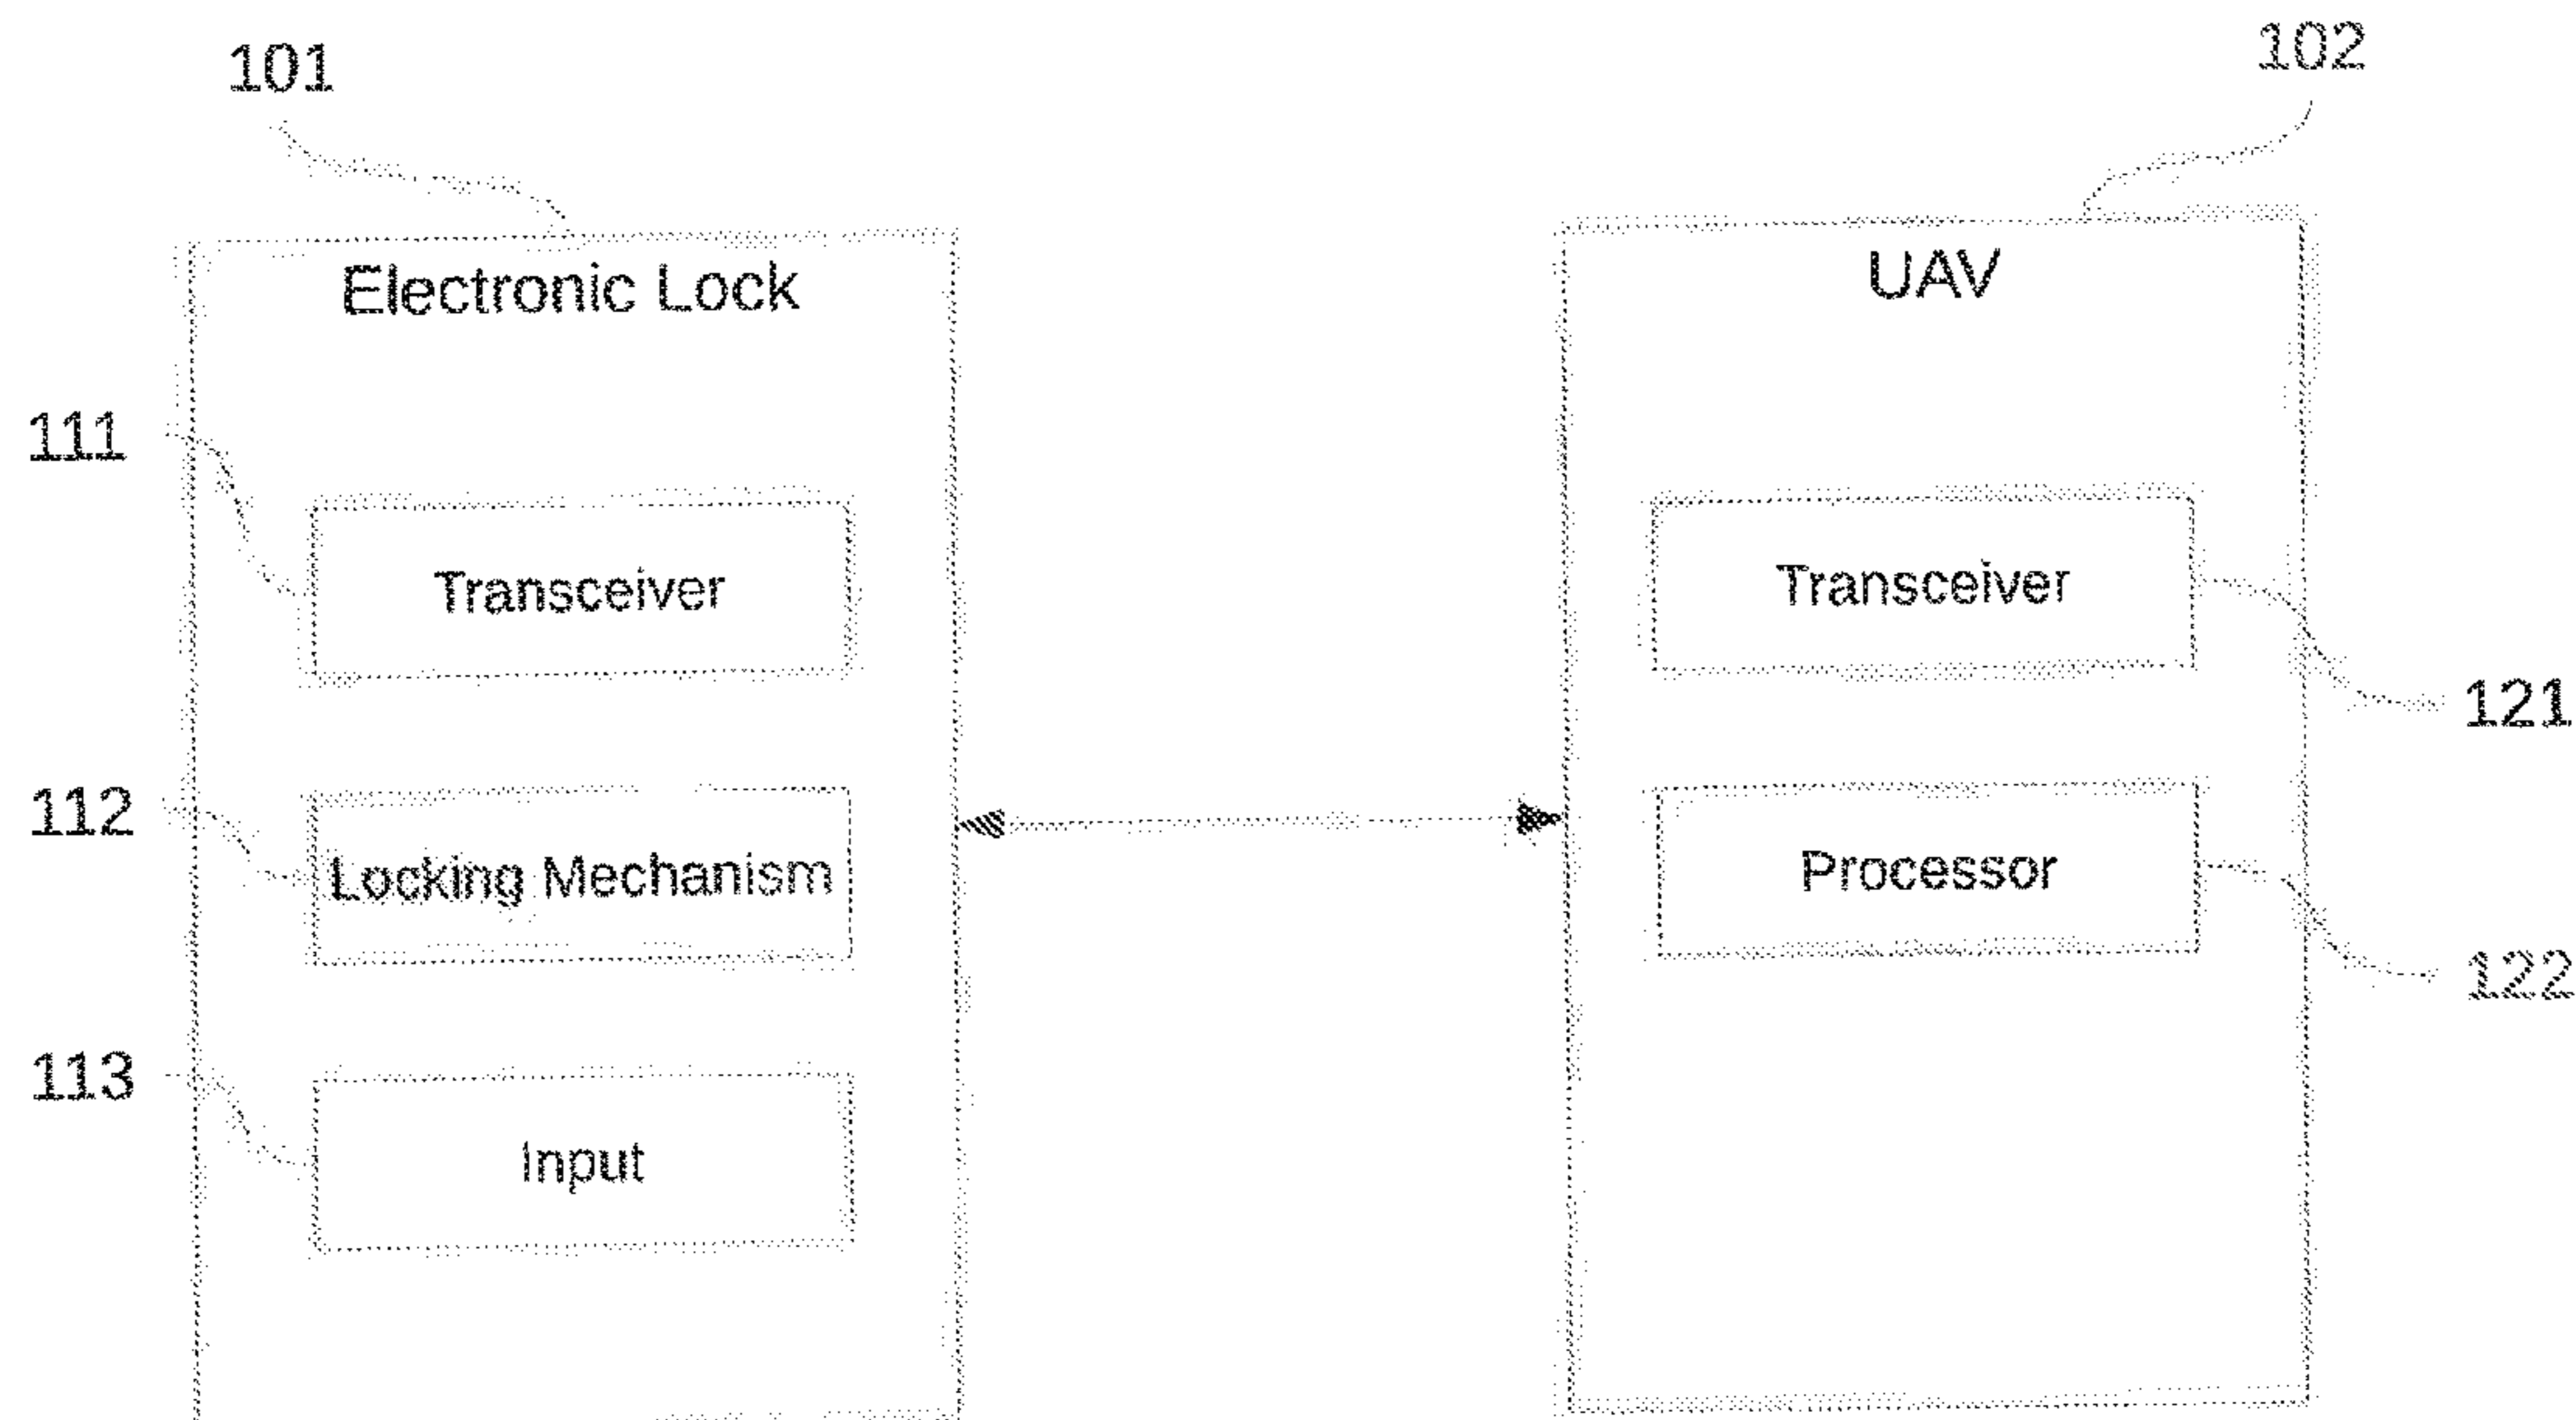 101
102
Electronic Lock
UAV
111
Transceiver
Transceiver
121
112
Locking Mechanism
Processor
122
113
Input